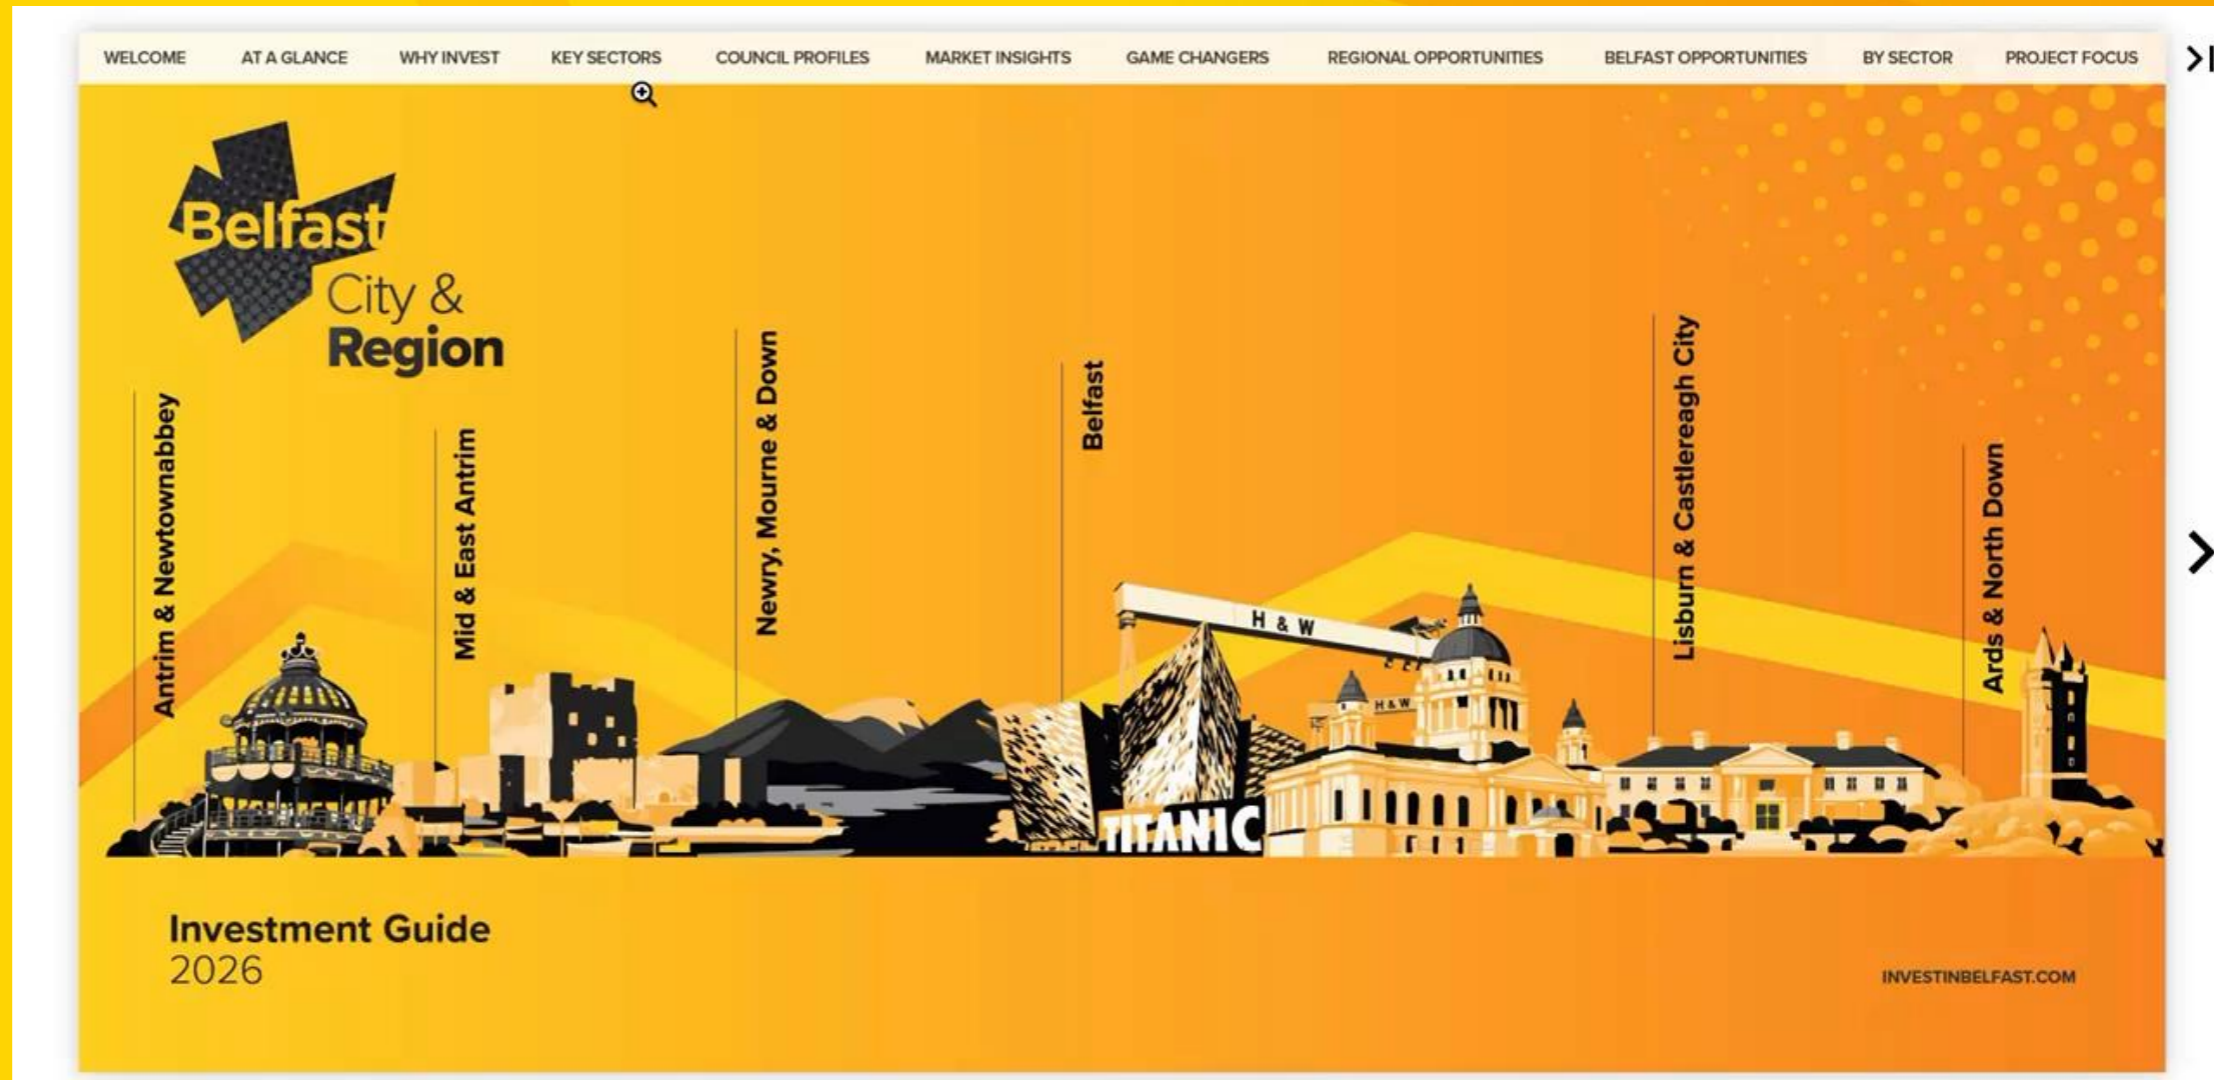 WELCOME
AT A GLANCE
WHY INVEST
KEY SECTORS
COUNCIL PROFILES
MARKET INSIGHTS
GAME CHANGERS
REGIONAL OPPORTUNITIES
BELFAST OPPORTUNITIES
BY SECTOR
PROJECT FOCUS
Belfast
City &
Region
Antrim & Newtownabbey
Mid & East Antrim
Newry, Mourne & Down
Belfast
Lisburn & Castlereagh City
Ards & North Down
H & W
H & W
TITANIC
Investment Guide
2026
INVESTINBELFAST.COM